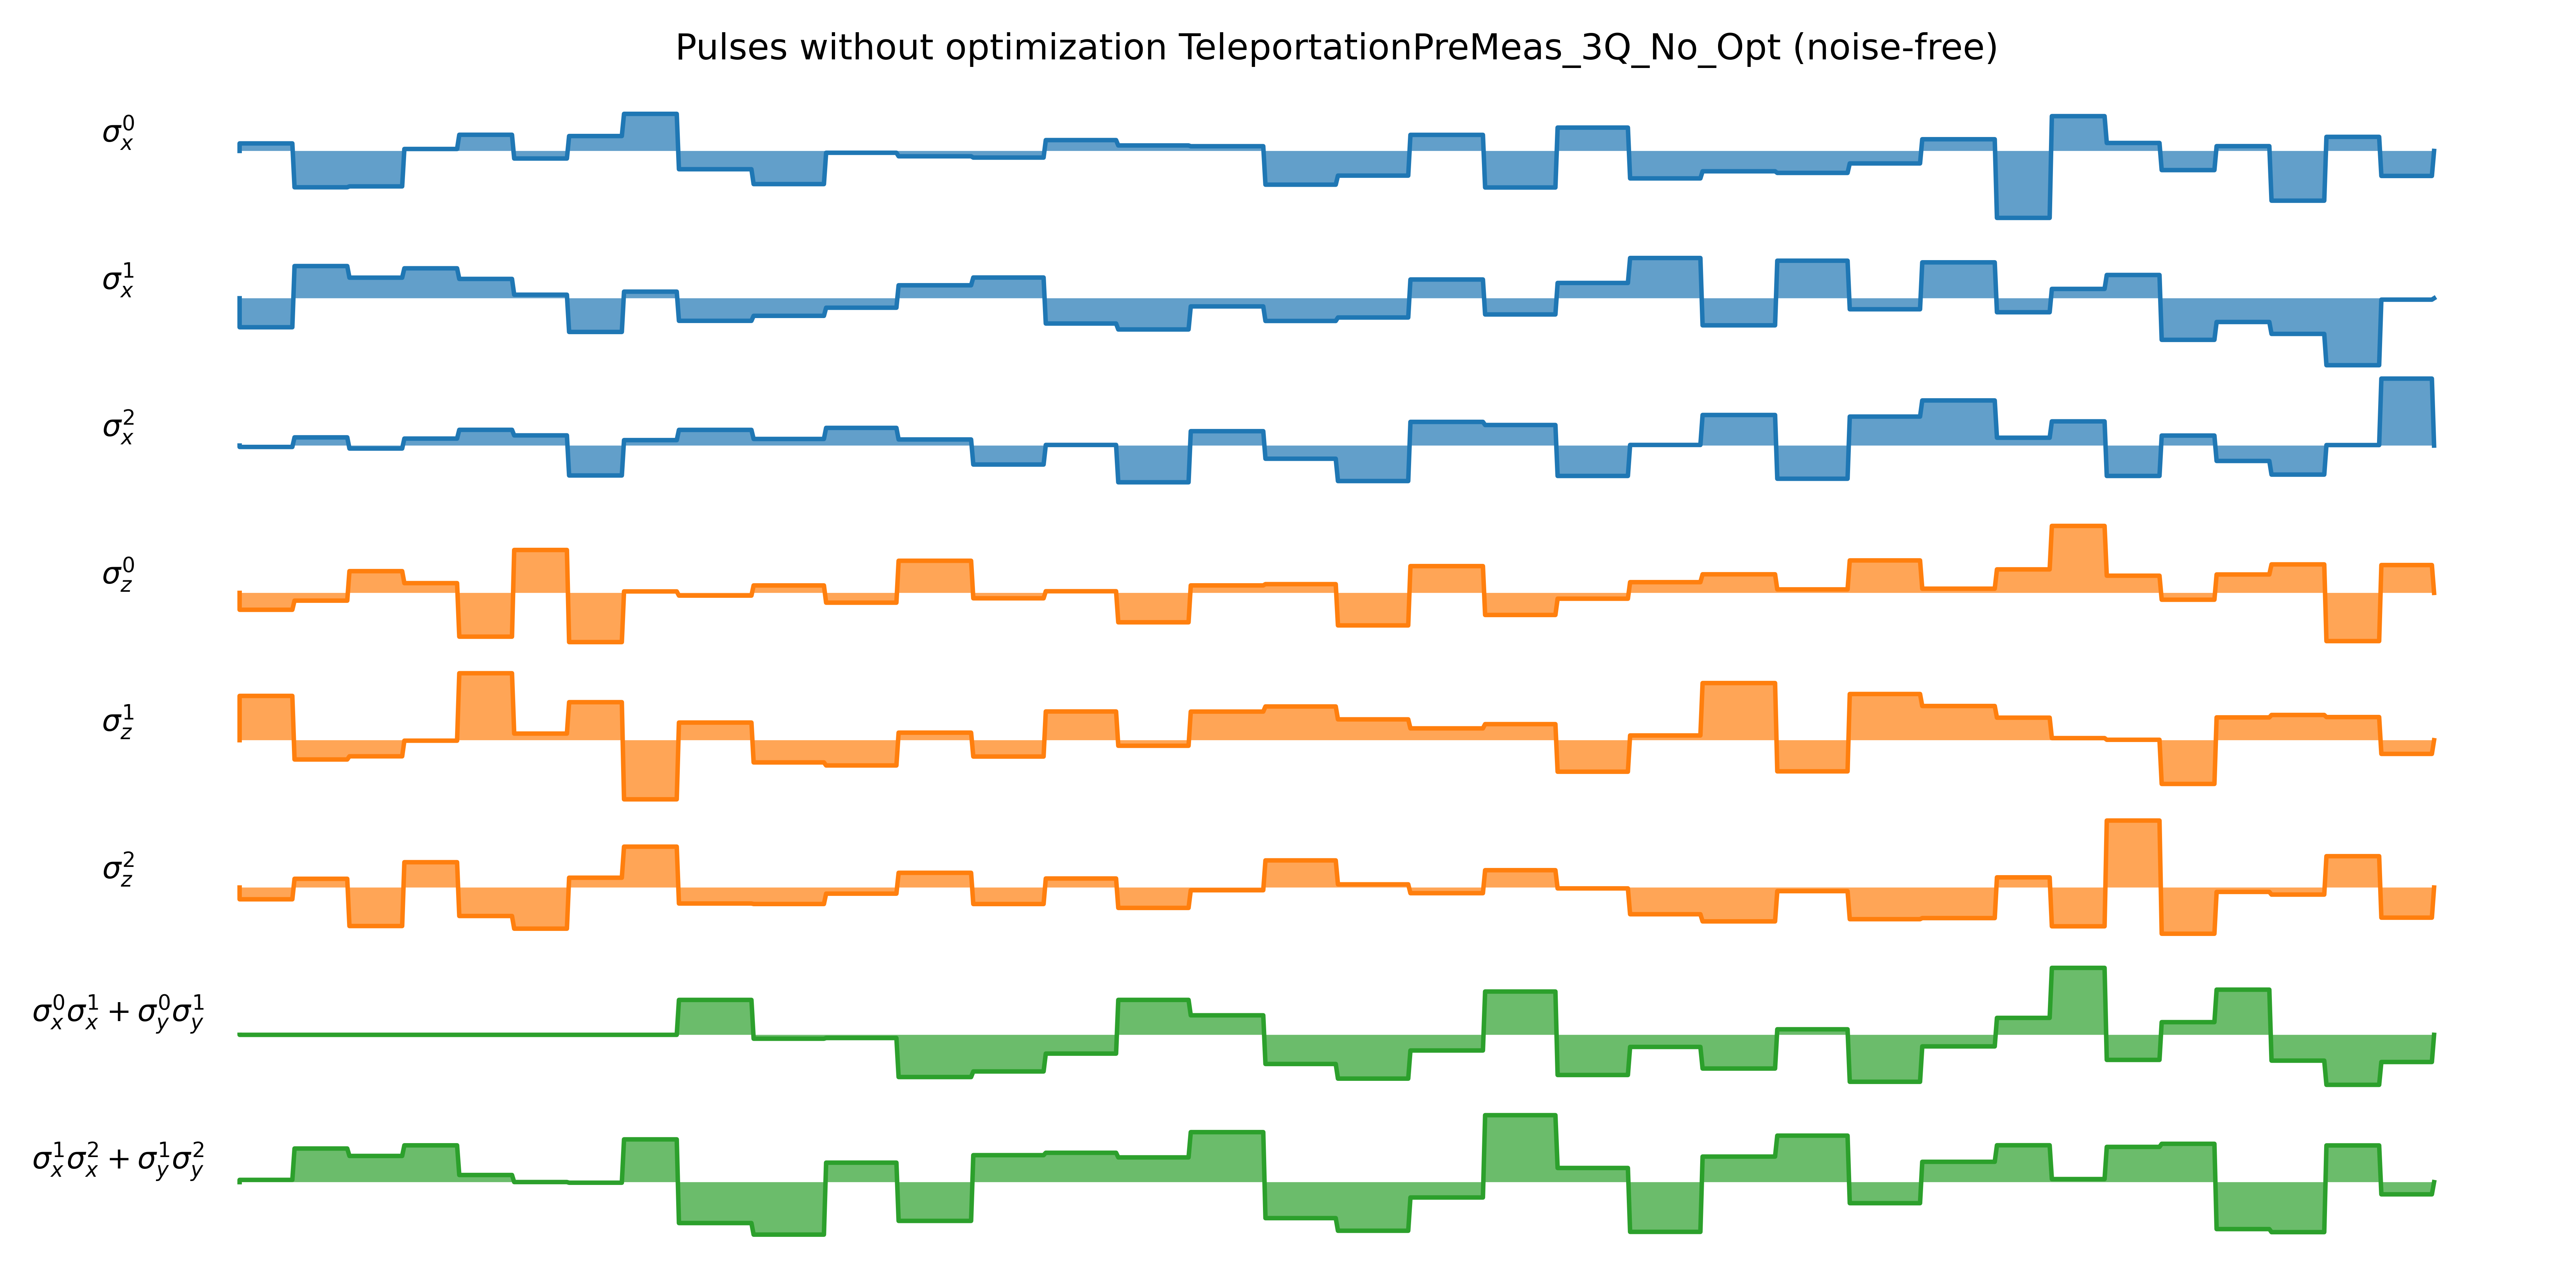 Pulses without optimization TeleportationPreMeas_3Q_No_Opt (noise-free)
σ_x^0
σ_x^1
σ_x^2
σ_z^0
σ_z^1
σ_z^2
σ_x^0σ_x^1 + σ_y^0σ_y^1
σ_x^1σ_x^2 + σ_y^1σ_y^2